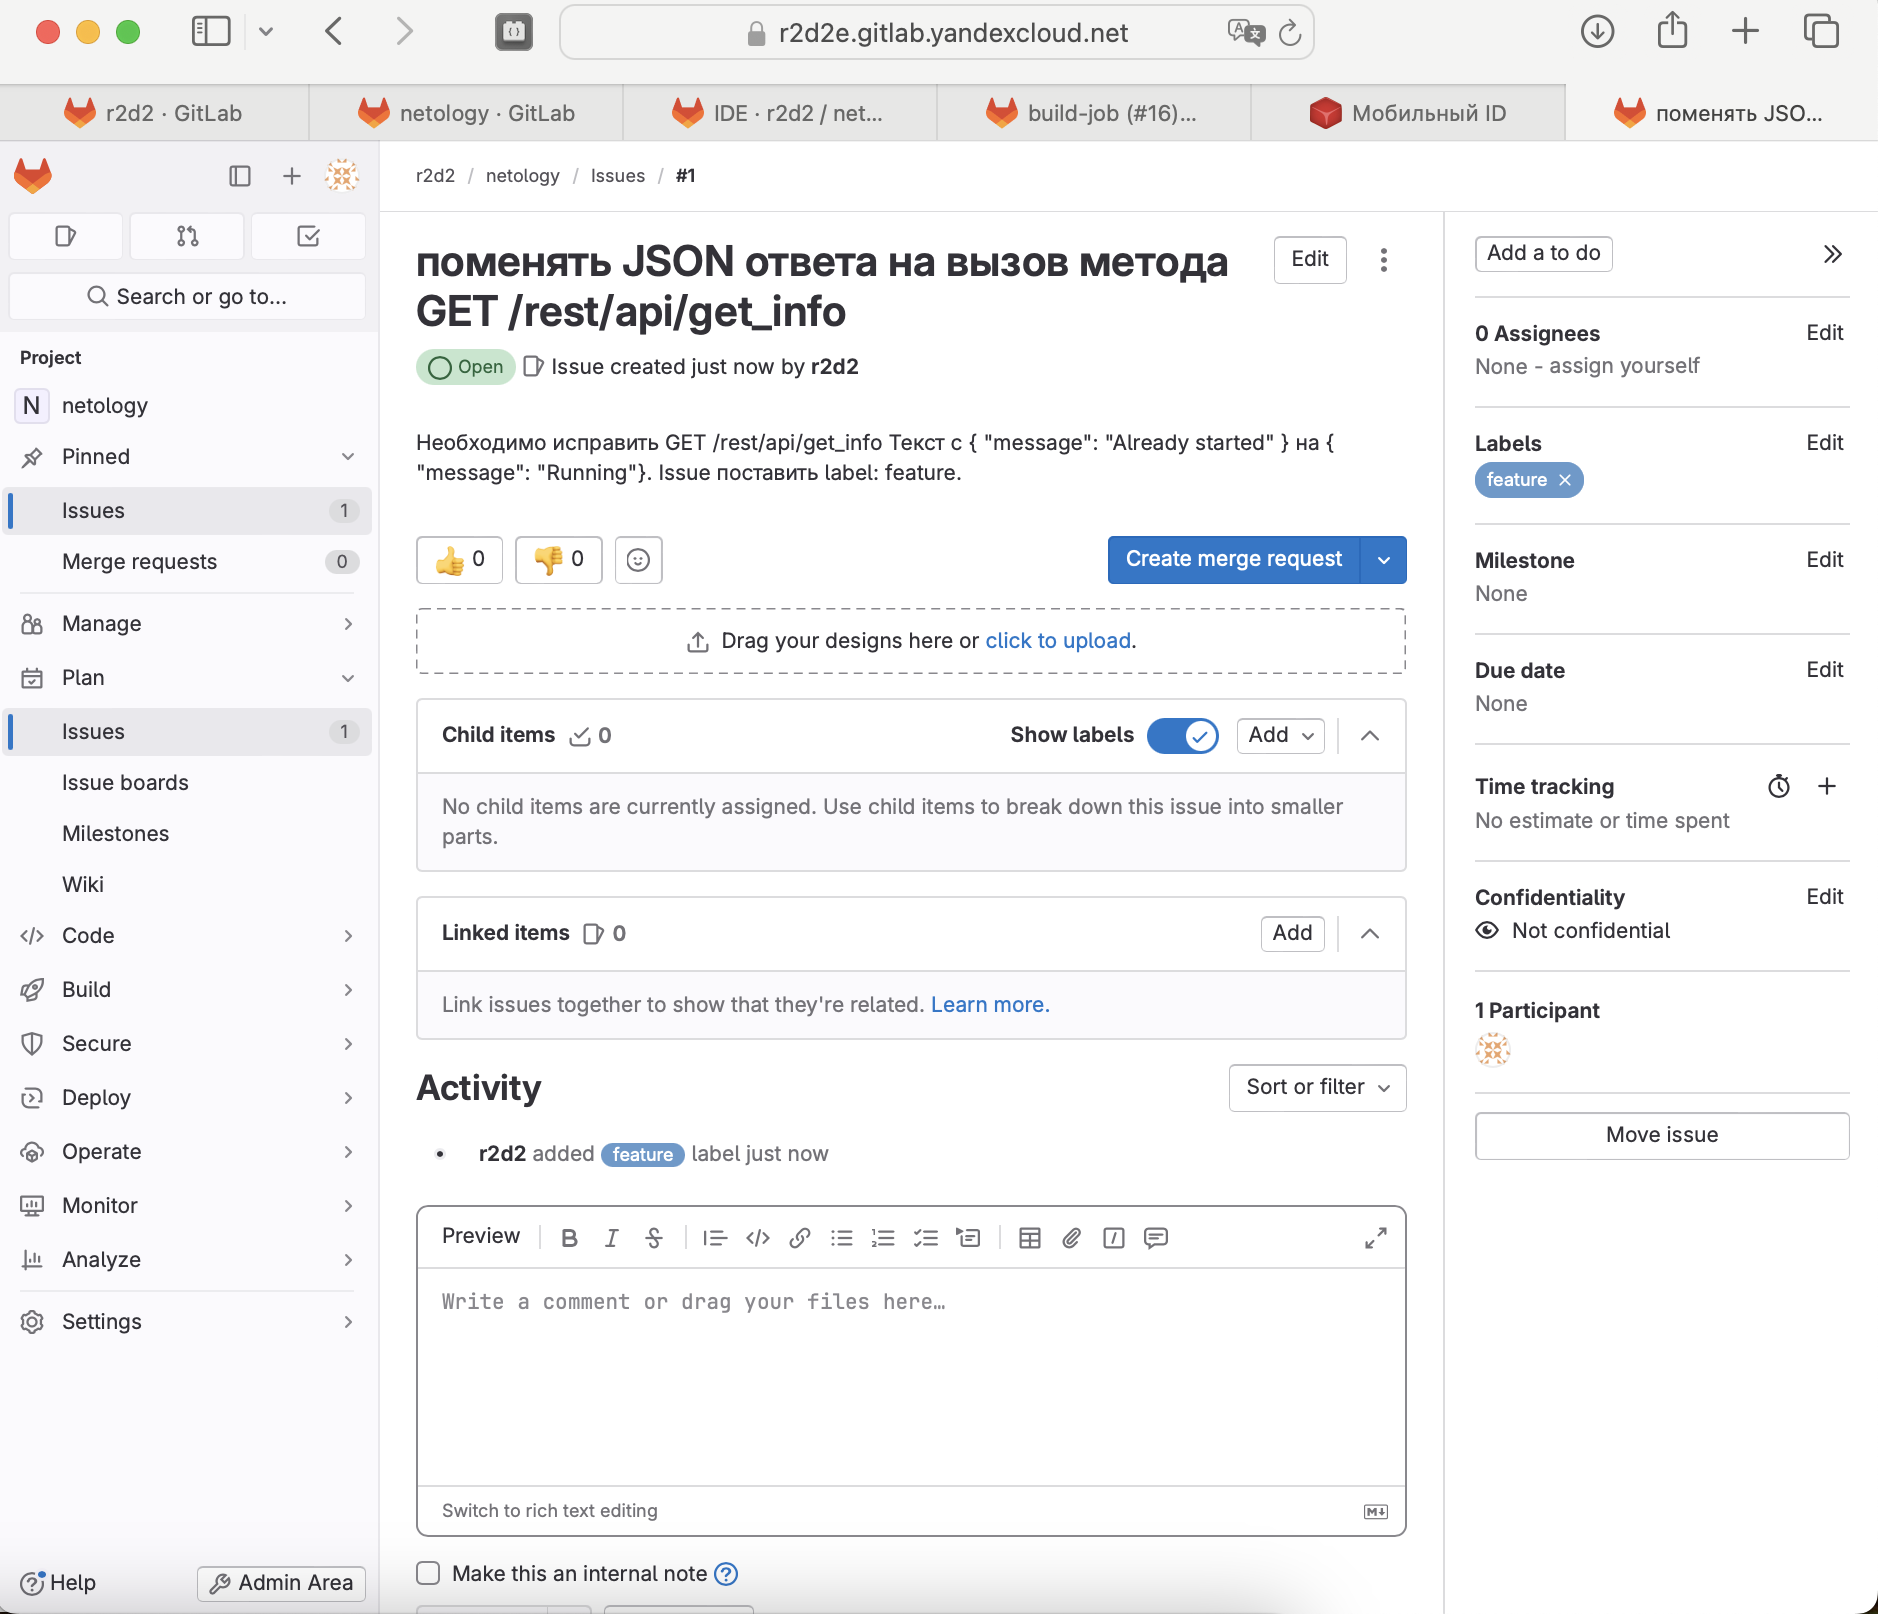 r2d2e.gitlab.yandexcloud.net
r2d2 · GitLab
netology · GitLab
IDE · r2d2 / net...
build-job (#16)...
Мобильный ID
поменять JSO...
r2d2 / netology / Issues / #1
Search or go to...
Project
N netology
Pinned
Issues 1
Merge requests 0
Manage
Plan
Issues 1
Issue boards
Milestones
Wiki
Code
Build
Secure
Deploy
Operate
Monitor
Analyze
Settings
Help
Admin Area
поменять JSON ответа на вызов метода
GET /rest/api/get_info
Edit
Open Issue created just now by r2d2
Необходимо исправить GET /rest/api/get_info Текст с { "message": "Already started" } на {
"message": "Running"}. Issue поставить label: feature.
0 0
Create merge request
Drag your designs here or click to upload.
Child items 0
Show labels
Add
No child items are currently assigned. Use child items to break down this issue into smaller
parts.
Linked items 0
Add
Link issues together to show that they're related. Learn more.
Activity
Sort or filter
r2d2 added feature label just now
Preview
Write a comment or drag your files here…
Switch to rich text editing
Make this an internal note
Add a to do
0 Assignees Edit
None - assign yourself
Labels Edit
feature
Milestone Edit
None
Due date Edit
None
Time tracking
No estimate or time spent
Confidentiality Edit
Not confidential
1 Participant
Move issue